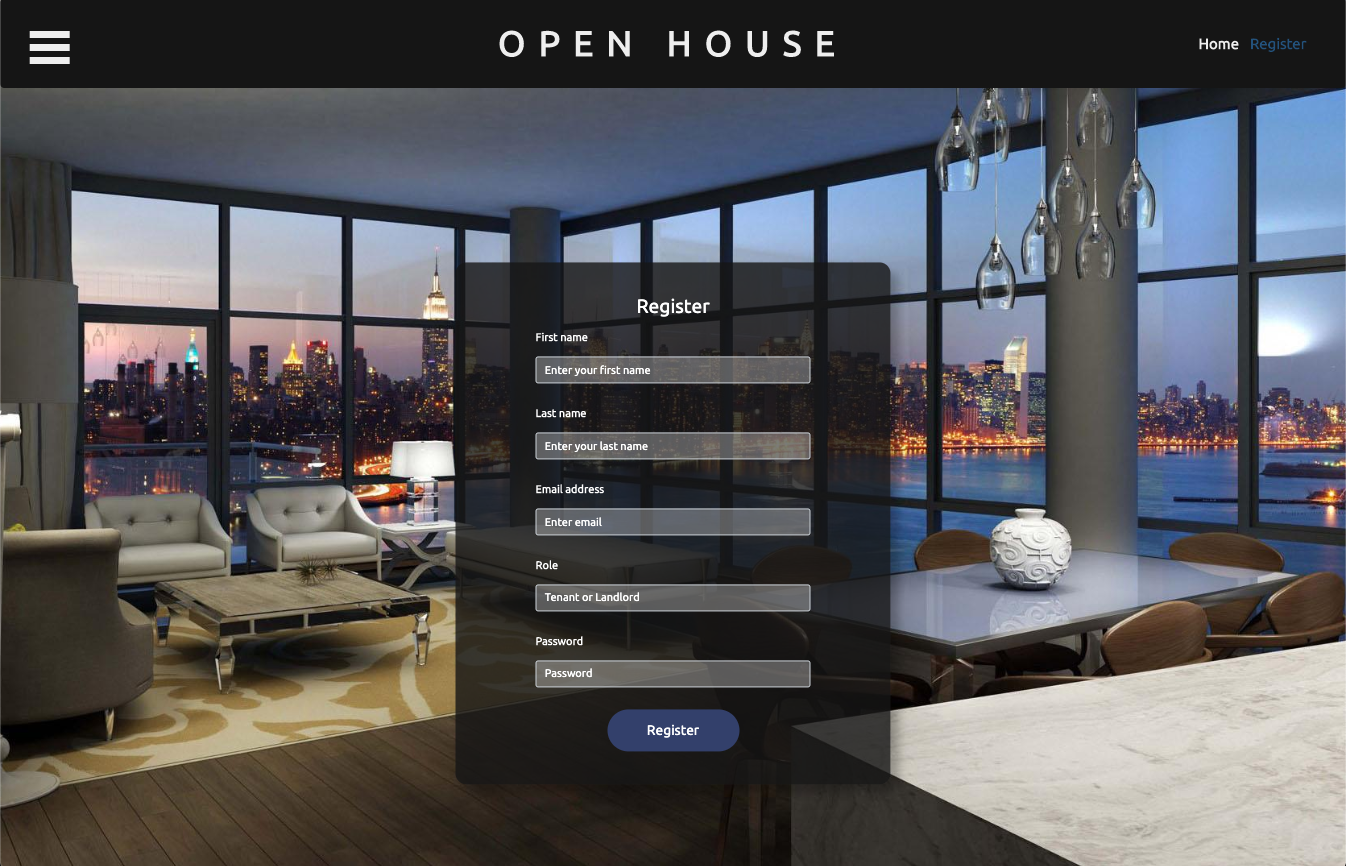 OPEN HOUSE
Home Register
Register
First name
Enter your first name
Last name
Enter your last name
Email address
Enter email
Role
Tenant or Landlord
Password
Password
Register